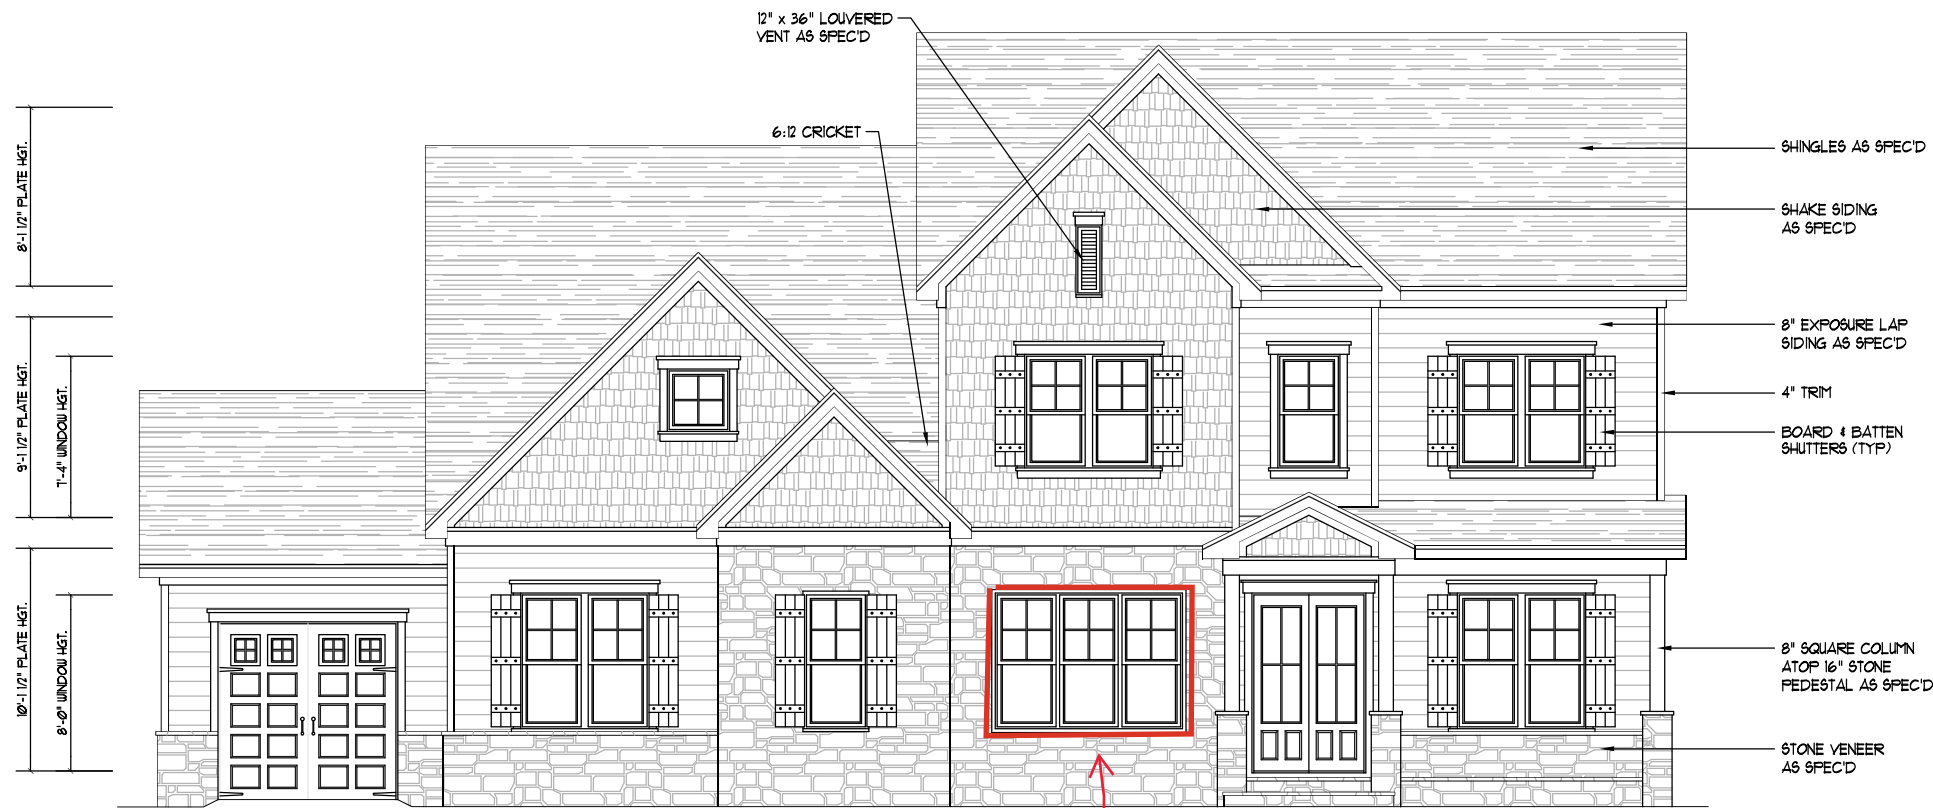 12" x 36" LOUVERED
VENT AS SPEC'D
6:12 CRICKET
8'-1 1/2" PLATE HGT.
9'-1 1/2" PLATE HGT.
7'-4" WINDOW HGT.
10'-1 1/2" PLATE HGT.
8'-0" WINDOW HGT.
SHINGLES AS SPEC'D
SHAKE SIDING
AS SPEC'D
8" EXPOSURE LAP
SIDING AS SPEC'D
4" TRIM
BOARD & BATTEN
SHUTTERS (TYP)
8" SQUARE COLUMN
ATOP 16" STONE
PEDESTAL AS SPEC'D
STONE VENEER
AS SPEC'D